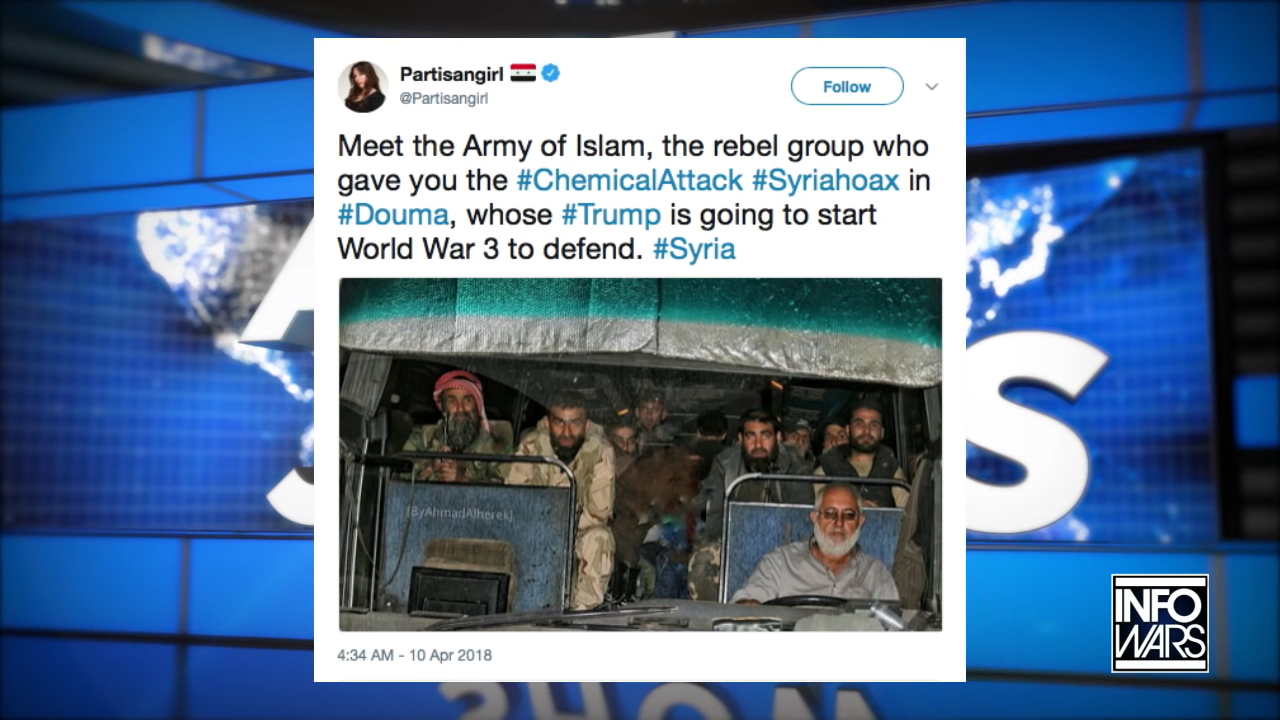 Partisangirl
@Partisangirl
Follow
Meet the Army of Islam, the rebel group who
gave you the #ChemicalAttack #Syriahoax in
#Douma, whose #Trump is going to start
World War 3 to defend. #Syria
[ByAhmadAlherek]
4:34 AM - 10 Apr 2018
INFO
WARS
SHOW